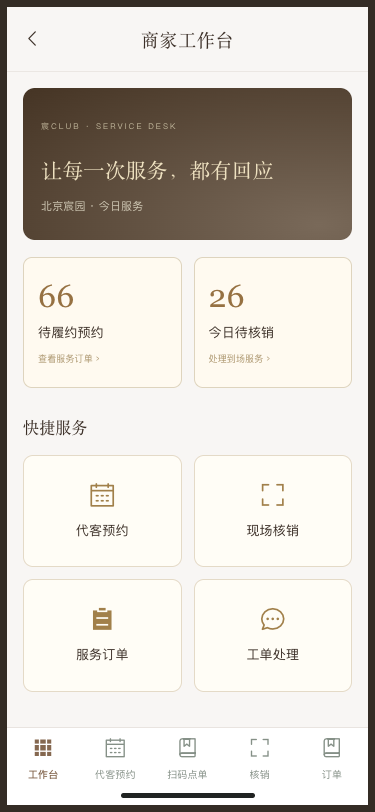 商家工作台
宸CLUB · SERVICE DESK
让每一次服务，都有回应
北京宸园 · 今日服务
66
待履约预约
查看服务订单 ›
26
今日待核销
处理到场服务 ›
快捷服务
代客预约
现场核销
服务订单
工单处理
工作台
代客预约
扫码点单
核销
订单